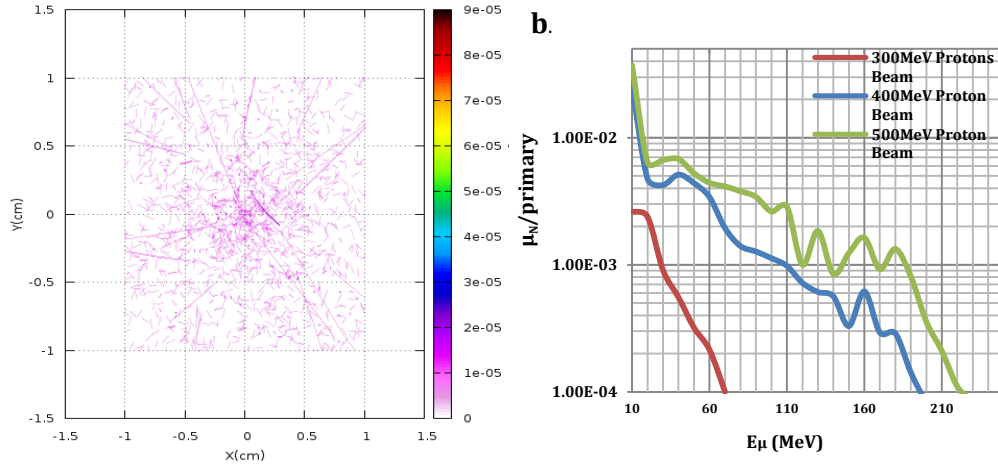 1.5
1
0.5
0
-0.5
-1
-1.5
Y(cm)
-1.5
-1
-0.5
0
0.5
1
1.5
X(cm)
9e-05
8e-05
7e-05
6e-05
5e-05
4e-05
3e-05
2e-05
1e-05
0
b.
μN/primary
1.00E-02
1.00E-03
1.00E-04
10
60
110
160
210
Eμ (MeV)
300MeV Protons
Beam
400MeV Proton
Beam
500MeV Proton
Beam